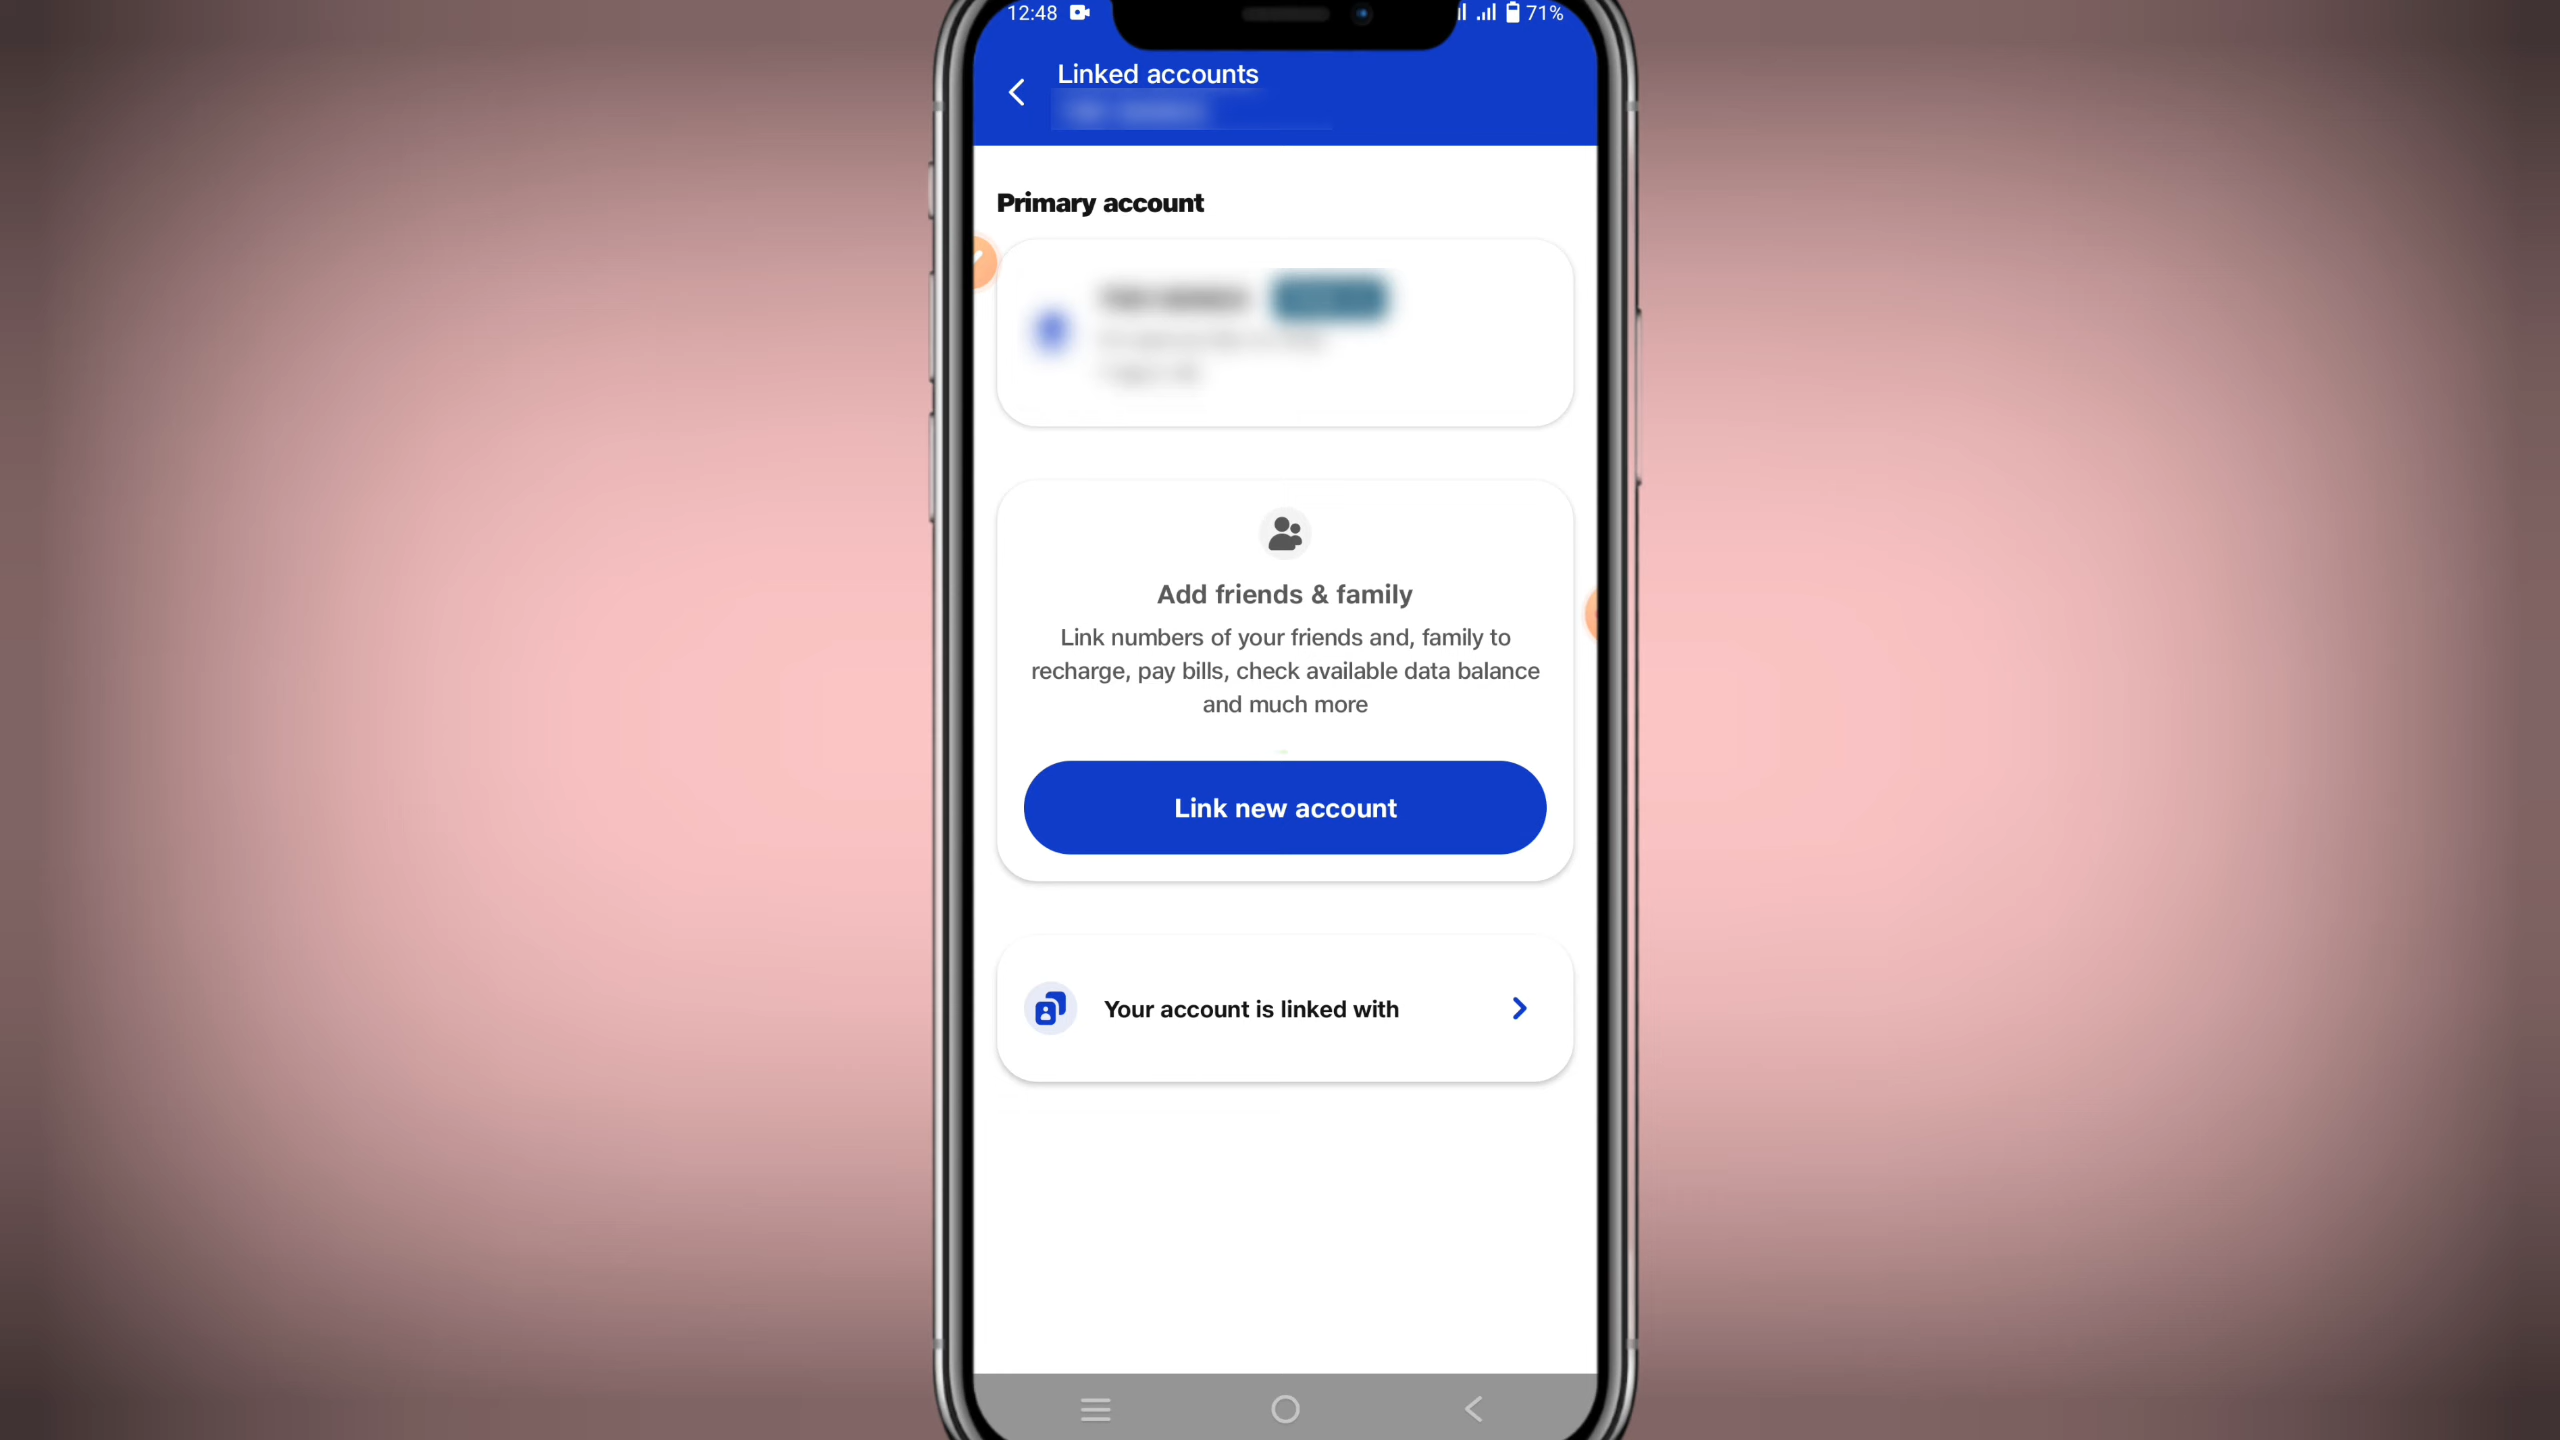 12:48
71%
Linked accounts
Primary account
Add friends & family
Link numbers of your friends and, family to
recharge, pay bills, check available data balance
and much more
Link new account
Your account is linked with